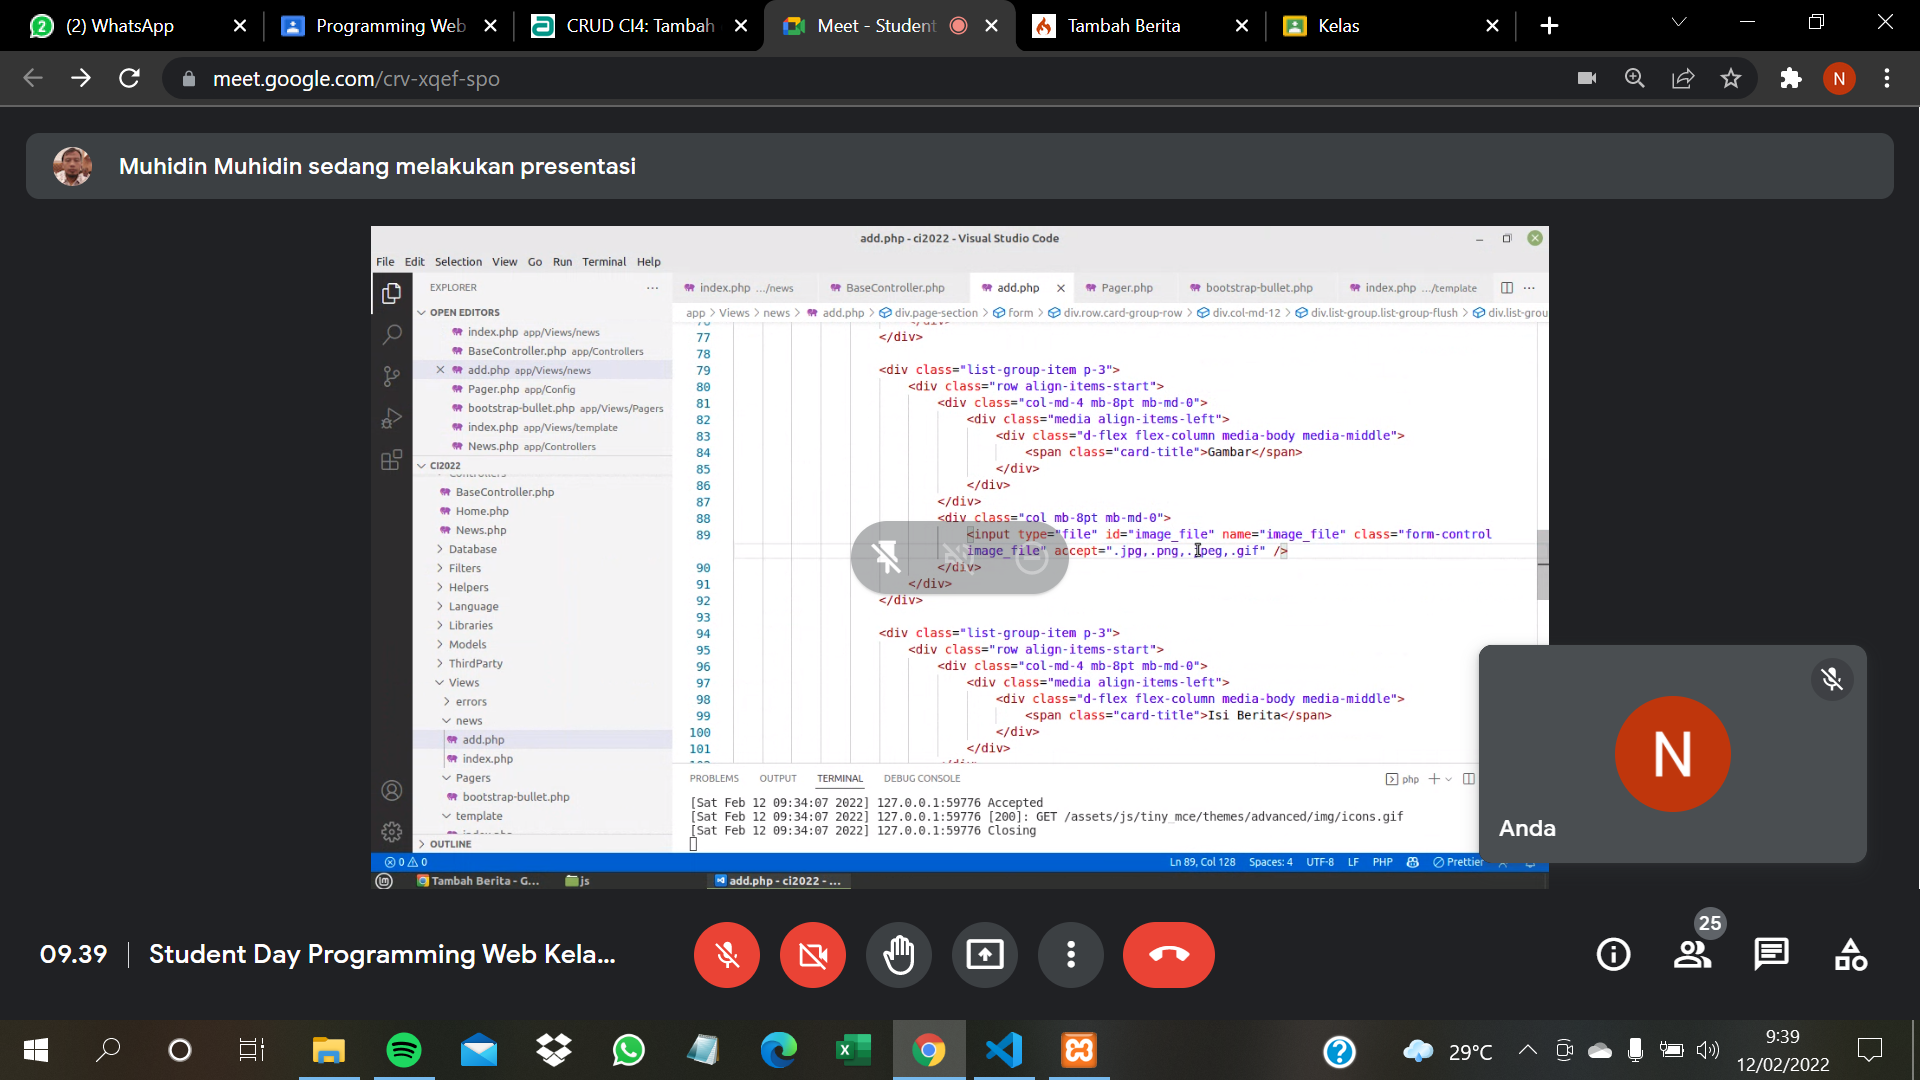 (2) WhatsApp
Programming Web
CRUD CI4: Tambah
Meet - Student
Tambah Berita
Kelas
meet.google.com/crv-xqef-spo
N
Muhidin Muhidin sedang melakukan presentasi
add.php - ci2022 - Visual Studio Code
File Edit Selection View Go Run Terminal Help
EXPLORER
index.php .../news
BaseController.php
add.php
Pager.php
bootstrap-bullet.php
index.php .../template
OPEN EDITORS
index.php app/Views/news
BaseController.php app/Controllers
add.php app/Views/news
Pager.php app/Config
bootstrap-bullet.php app/Views/Pagers
index.php app/Views/template
News.php app/Controllers
CI2022
Controllers
BaseController.php
Home.php
News.php
Database
Filters
Helpers
Language
Libraries
Models
ThirdParty
Views
errors
news
add.php
index.php
Pagers
bootstrap-bullet.php
template
OUTLINE
app > Views > news > add.php > div.page-section > form > div.row.card-group-row > div.col-md-12 > div.list-group.list-group-flush > div.list-grou
77 </div>
78
79 <div class="list-group-item p-3">
80 <div class="row align-items-start">
81 <div class="col-md-4 mb-8pt mb-md-0">
82 <div class="media align-items-left">
83 <div class="d-flex flex-column media-body media-middle">
84 <span class="card-title">Gambar</span>
85 </div>
86 </div>
87 </div>
88 <div class="col mb-8pt mb-md-0">
89 <input type="file" id="image_file" name="image_file" class="form-control
image_file" accept=".jpg,.png,.jpeg,.gif" />
90 </div>
91 </div>
92 </div>
93
94 <div class="list-group-item p-3">
95 <div class="row align-items-start">
96 <div class="col-md-4 mb-8pt mb-md-0">
97 <div class="media align-items-left">
98 <div class="d-flex flex-column media-body media-middle">
99 <span class="card-title">Isi Berita</span>
100 </div>
101 </div>
PROBLEMS OUTPUT TERMINAL DEBUG CONSOLE
php
[Sat Feb 12 09:34:07 2022] 127.0.0.1:59776 Accepted
[Sat Feb 12 09:34:07 2022] 127.0.0.1:59776 [200]: GET /assets/js/tiny_mce/themes/advanced/img/icons.gif
[Sat Feb 12 09:34:07 2022] 127.0.0.1:59776 Closing
0 0
Ln 89, Col 128 Spaces: 4 UTF-8 LF PHP Prettier
Tambah Berita - G...
js
add.php - ci2022 - ...
N
Anda
09.39
Student Day Programming Web Kela...
25
29°C
9:39
12/02/2022